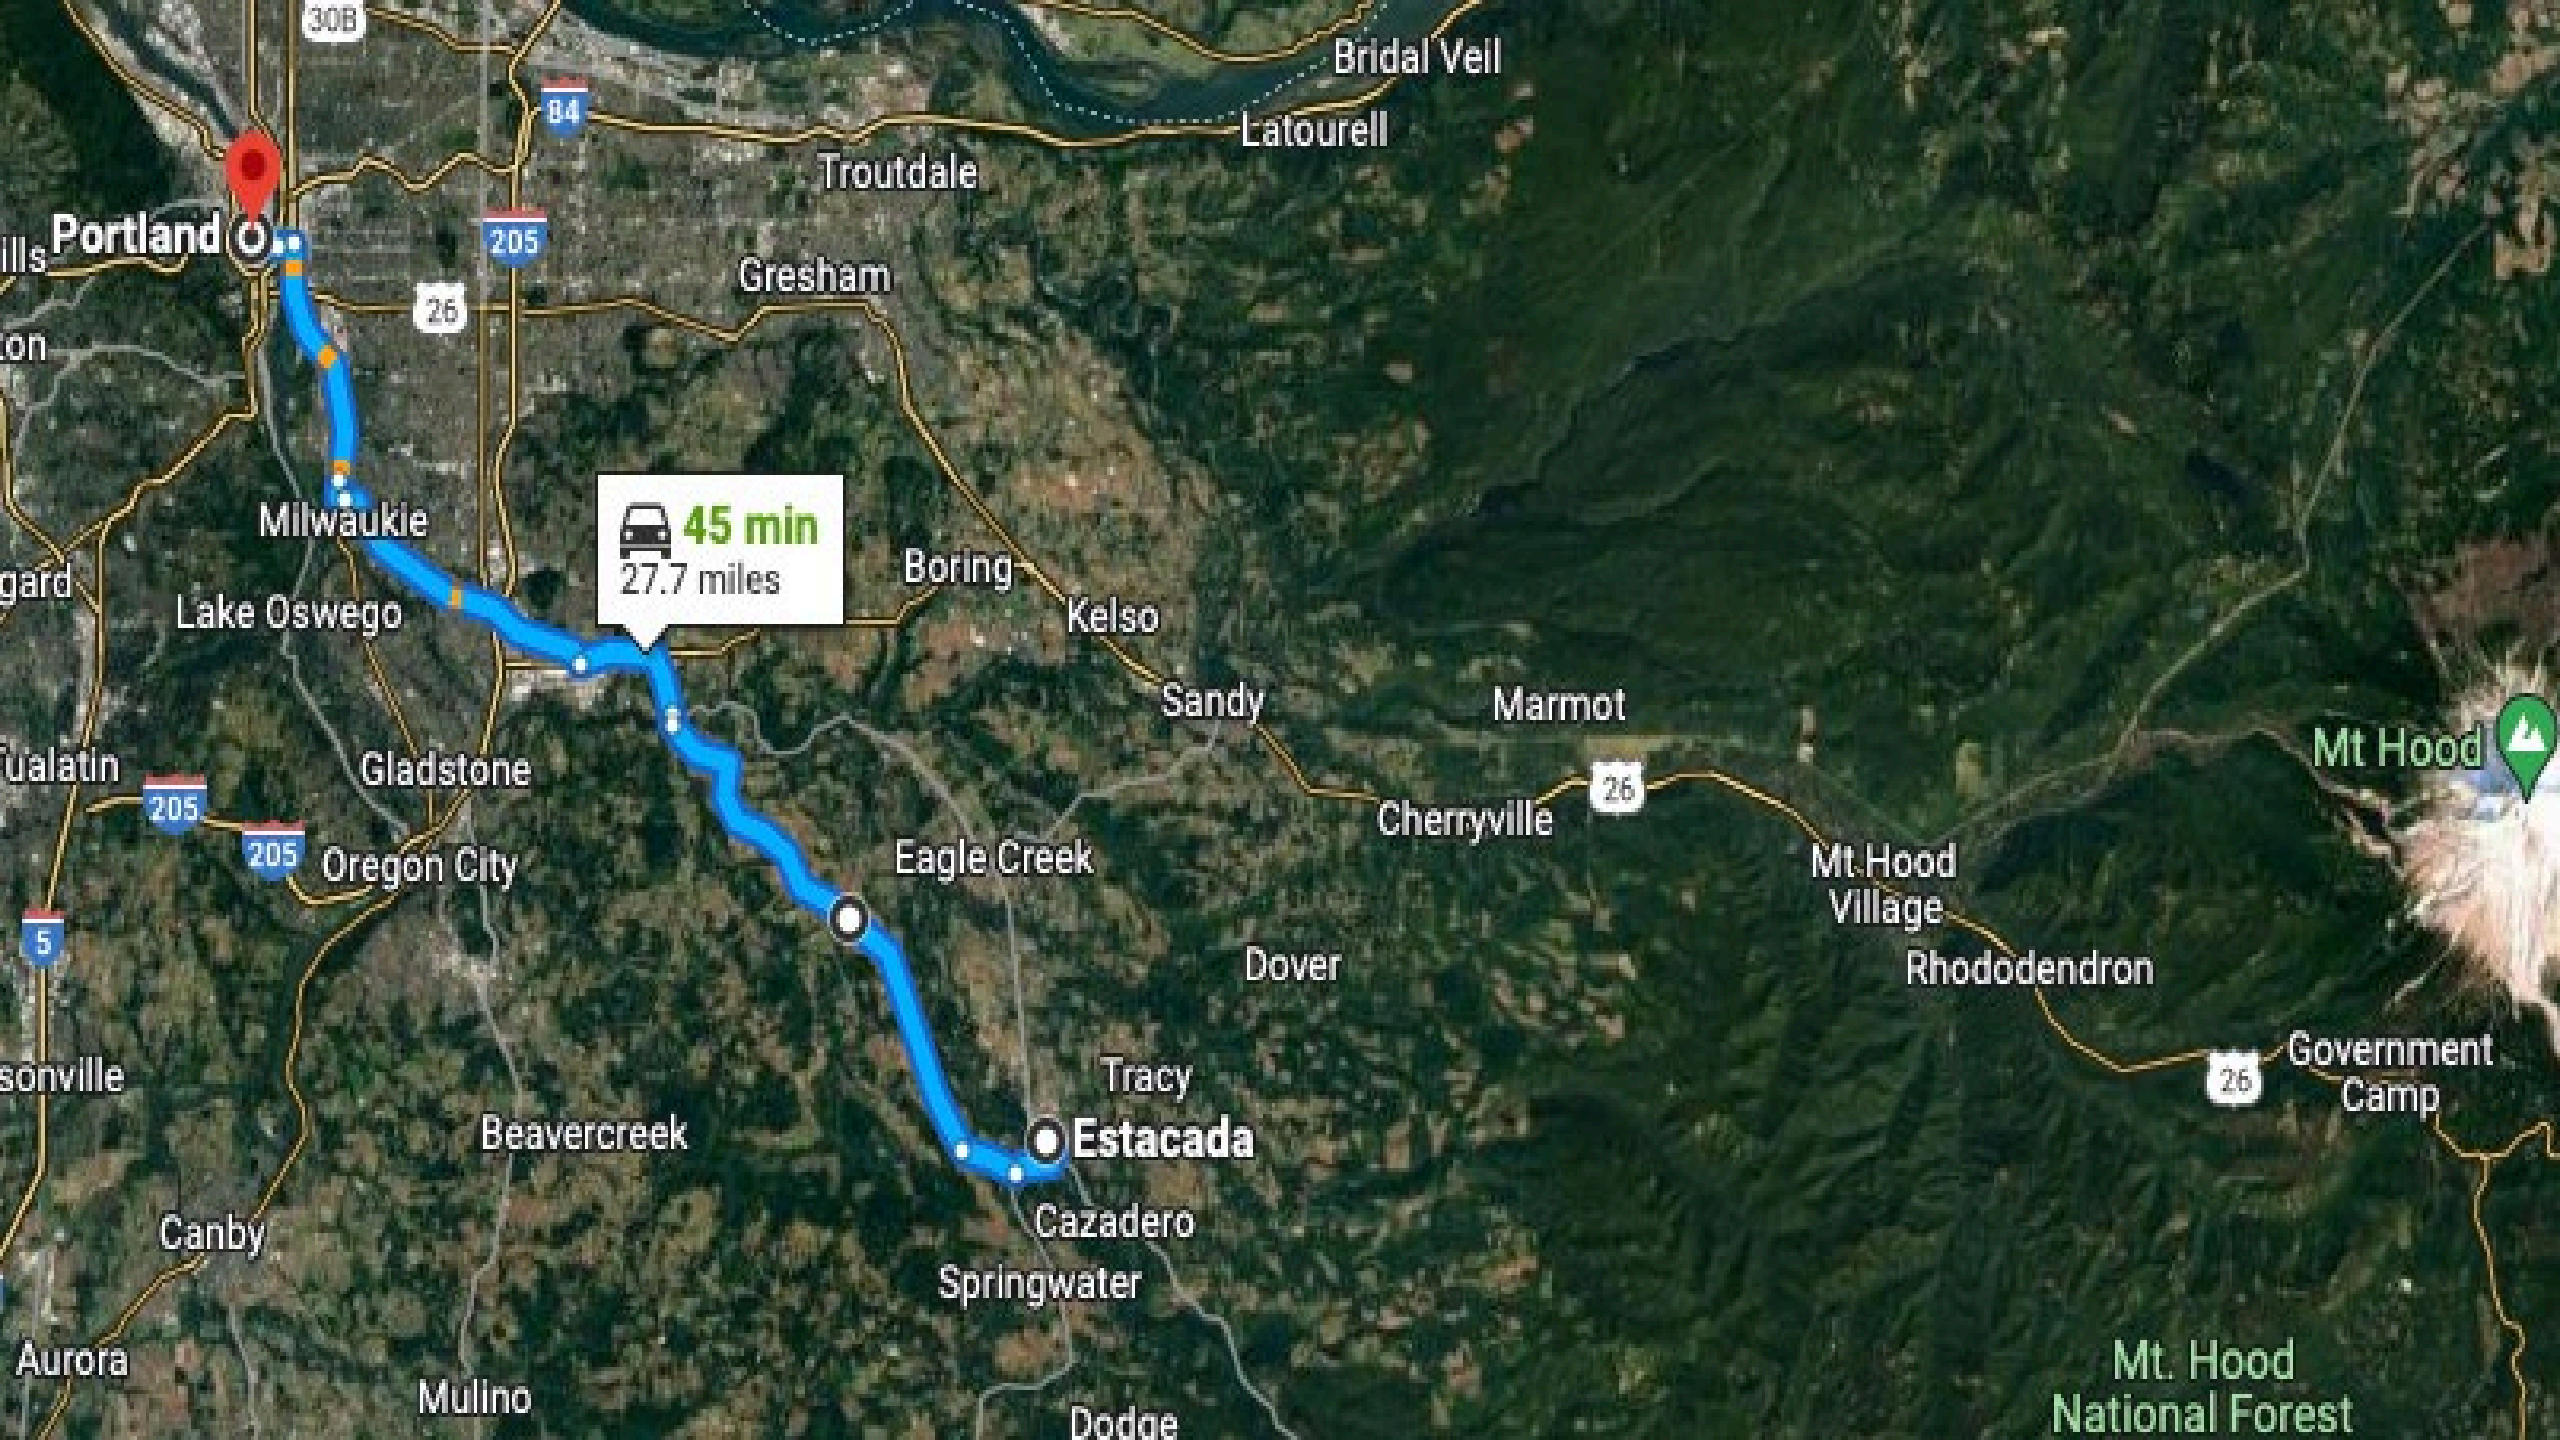 30B
Bridal Veil
84
Latourell
Troutdale
Portland
ills
205
Gresham
26
ton
Milwaukie
45 min
27.7 miles
Boring
gard
Lake Oswego
Kelso
Sandy
Marmot
Mt Hood
Tualatin
Gladstone
205
26
Cherryville
205
Oregon City
Eagle Creek
Mt Hood
Village
5
Dover
Rhododendron
sonville
Tracy
Government
Camp
26
Beavercreek
Estacada
Canby
Cazadero
Springwater
Aurora
Mt. Hood
National Forest
Mulino
Dodge